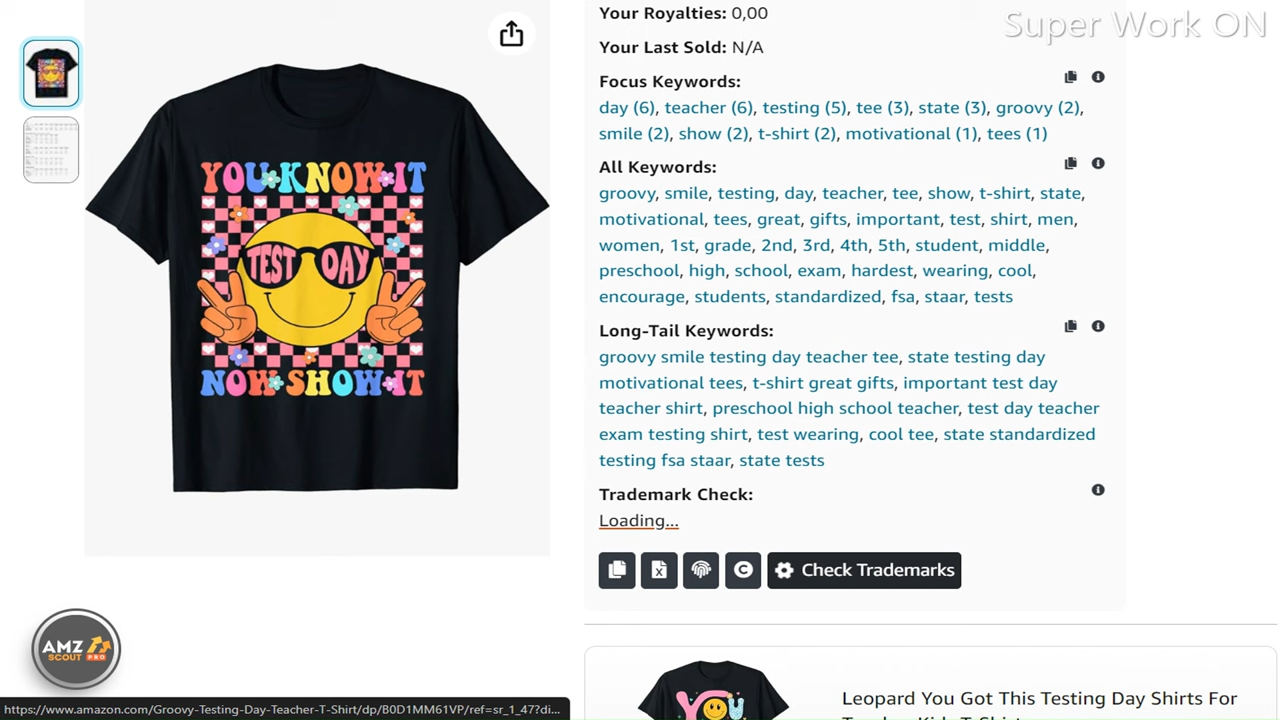 Super Work ON
Your Royalties: 0,00
Your Last Sold: N/A
Focus Keywords:
day (6), teacher (6), testing (5), tee (3), state (3), groovy (2),
smile (2), show (2), t-shirt (2), motivational (1), tees (1)
All Keywords:
groovy, smile, testing, day, teacher, tee, show, t-shirt, state,
motivational, tees, great, gifts, important, test, shirt, men,
women, 1st, grade, 2nd, 3rd, 4th, 5th, student, middle,
preschool, high, school, exam, hardest, wearing, cool,
encourage, students, standardized, fsa, staar, tests
Long-Tail Keywords:
groovy smile testing day teacher tee, state testing day
motivational tees, t-shirt great gifts, important test day
teacher shirt, preschool high school teacher, test day teacher
exam testing shirt, test wearing, cool tee, state standardized
testing fsa staar, state tests
Trademark Check:
Loading...
Check Trademarks
YOU KNOW IT
TEST DAY
NOW SHOW IT
AMZ
SCOUT PRO
YOU
Leopard You Got This Testing Day Shirts For
https://www.amazon.com/Groovy-Testing-Day-Teacher-T-Shirt/dp/B0D1MM61VP/ref=sr_1_47?di...